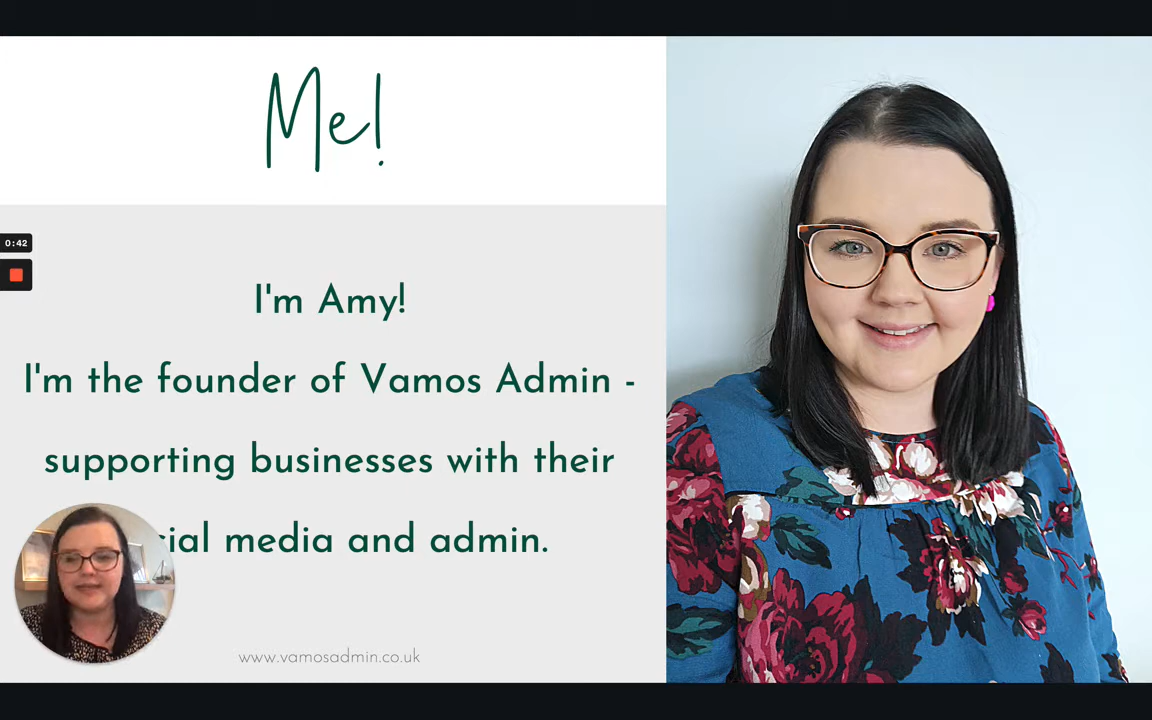 Me!
0:42
I'm Amy!
I'm the founder of Vamos Admin -
supporting businesses with their
cial media and admin.
www.vamosadmin.co.uk